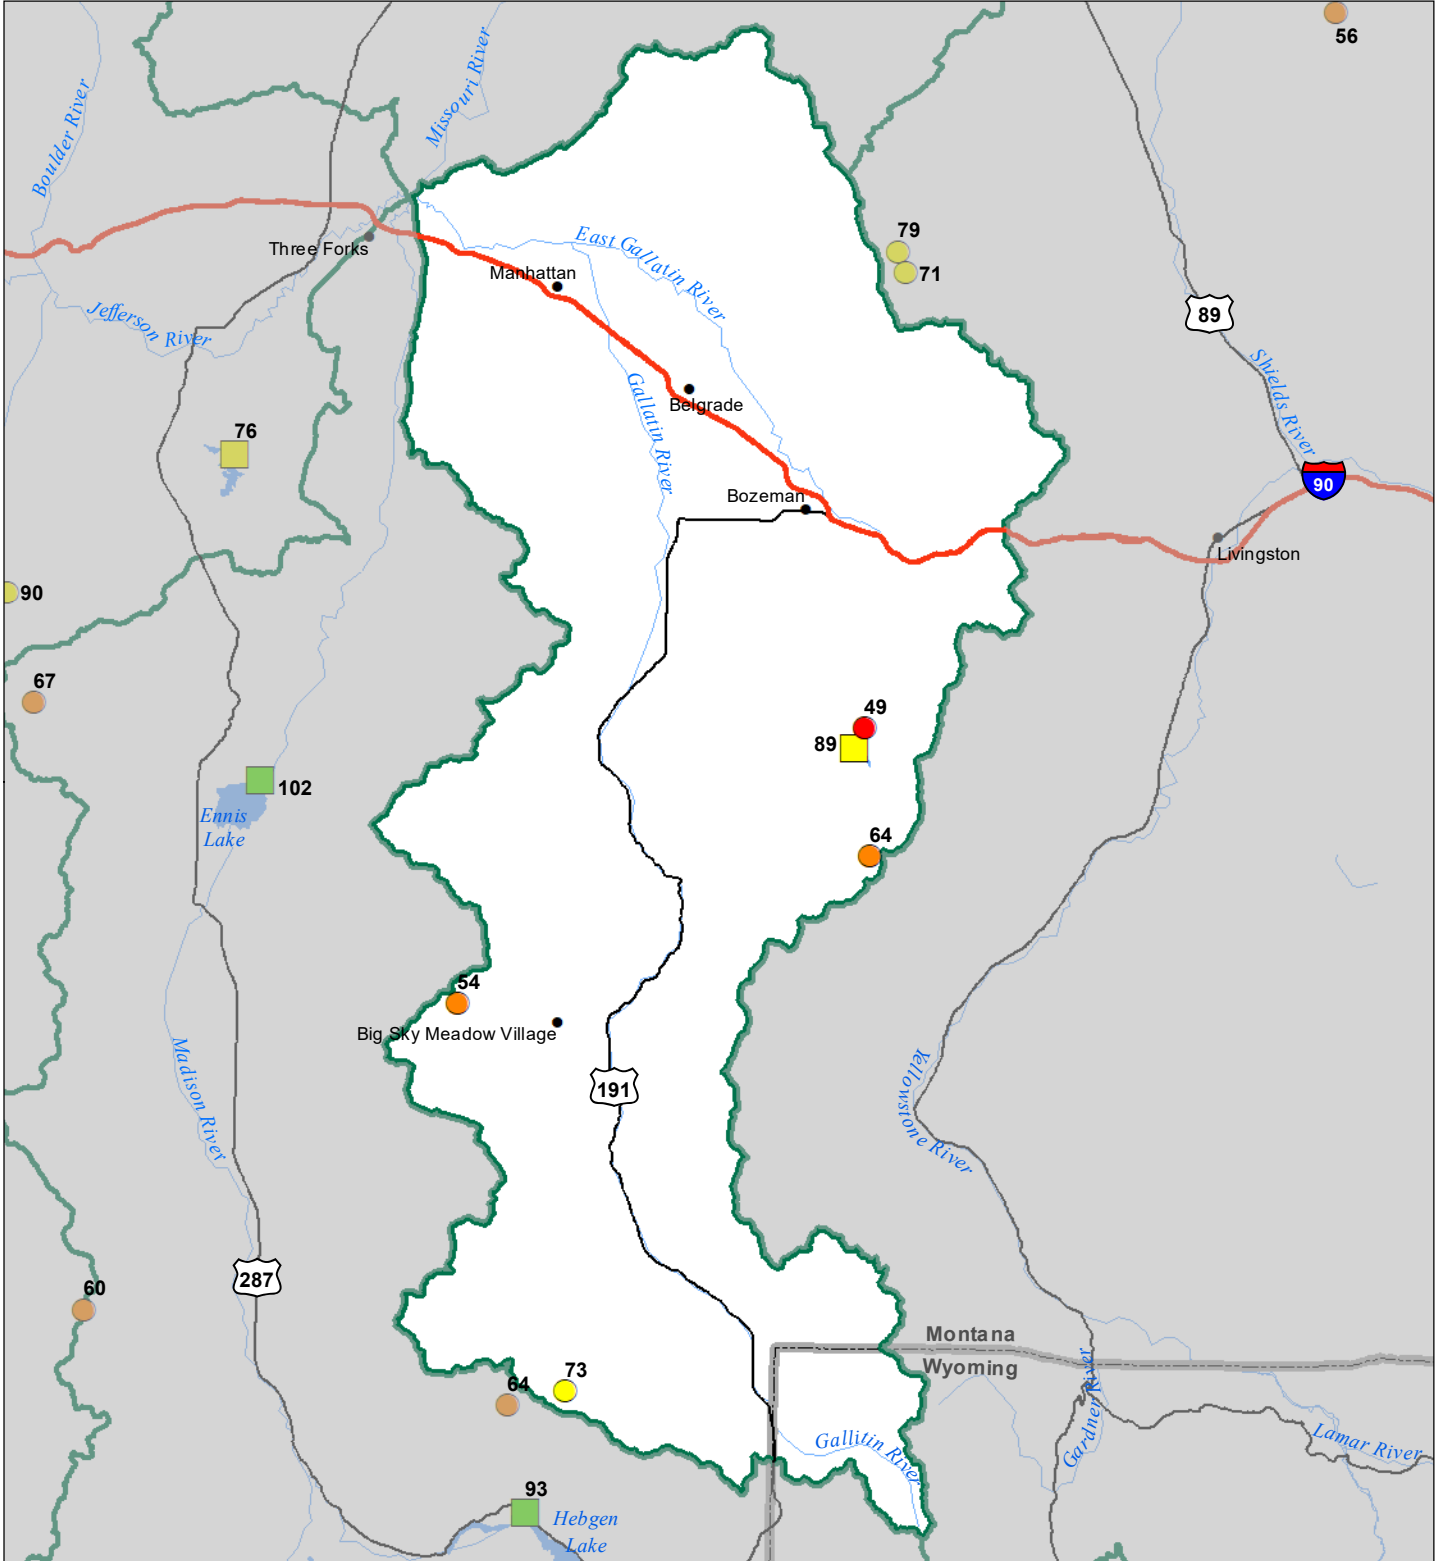 56
Missouri River
Boulder River
79
Three Forks
East Gallatin River
71
Manhattan
89
Jefferson River
Shields River
Gallatin River
Belgrade
76
90
Bozeman
Livingston
90
67
49
89
102
Ennis
Lake
64
54
Big Sky Meadow Village
Madison River
Yellowstone River
191
287
60
Montana
Wyoming
73
64
Gardner River
Gallitin River
Lamar River
93
Hebgen
Lake